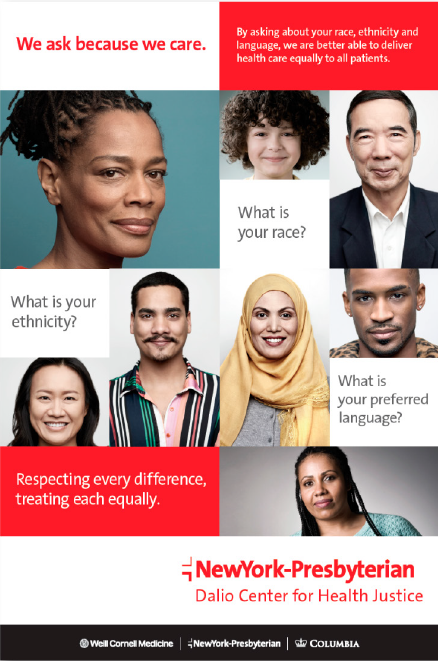 We ask because we care.
By asking about your race, ethnicity and
language, we are better able to deliver
health care equally to all patients.
What is
your race?
What is your
ethnicity?
What is
your preferred
language?
Respecting every difference,
treating each equally.
NewYork-Presbyterian
Dalio Center for Health Justice
Weill Cornell Medicine
NewYork-Presbyterian
COLUMBIA